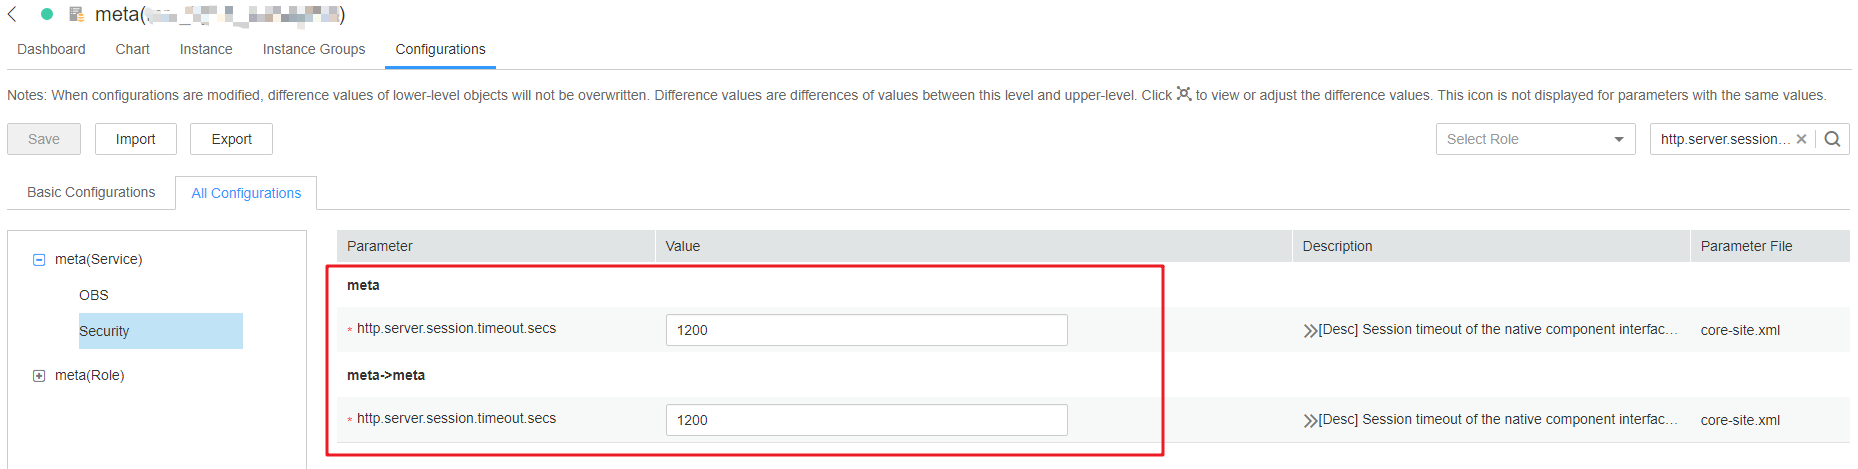 meta(
)
Dashboard Chart Instance Instance Groups Configurations
Notes: When configurations are modified, difference values of lower-level objects will not be overwritten. Difference values are differences of values between this level and upper-level. Click to view or adjust the difference values. This icon is not displayed for parameters with the same values.
Save Import Export Select Role http.server.session...
Basic Configurations All Configurations
meta(Service)
OBS
Security
meta(Role)
Parameter Value Description Parameter File
meta
* http.server.session.timeout.secs 1200 [Desc] Session timeout of the native component interfac... core-site.xml
meta->meta
* http.server.session.timeout.secs 1200 [Desc] Session timeout of the native component interfac... core-site.xml